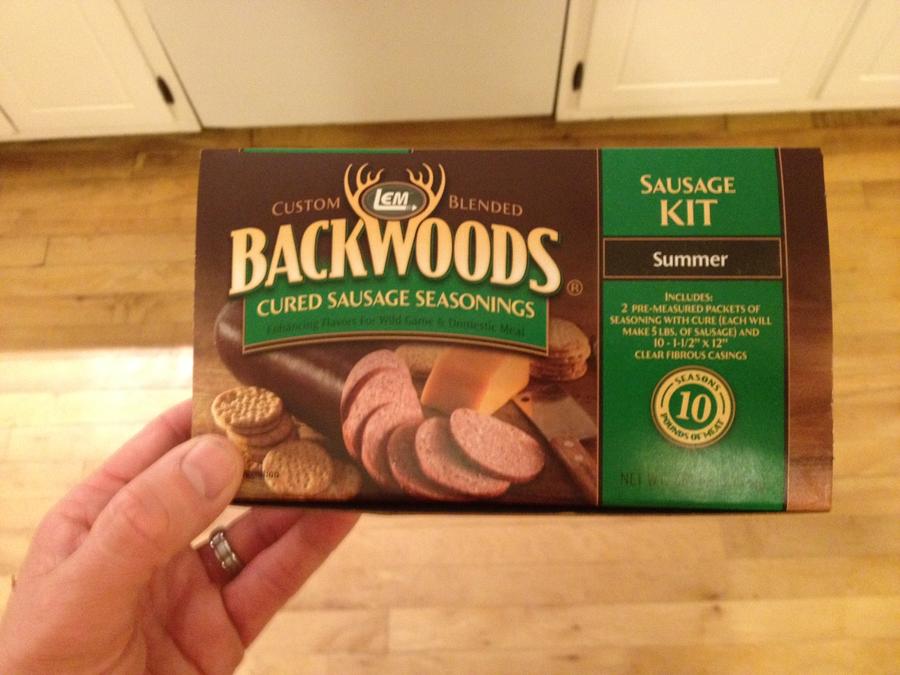 CUSTOM LEM BLENDED
BACKWOODS®
CURED SAUSAGE SEASONINGS
Enhancing Flavors For Wild Game & Domestic Meat
SAUSAGE
KIT
Summer
INCLUDES:
2 PRE-MEASURED PACKETS OF
SEASONING WITH CURE (EACH WILL
MAKE 5 LBS. OF SAUSAGE) AND
10 - 1-1/2" X 12"
CLEAR FIBROUS CASINGS
SEASONS
10
POUNDS OF MEAT
NET WT.